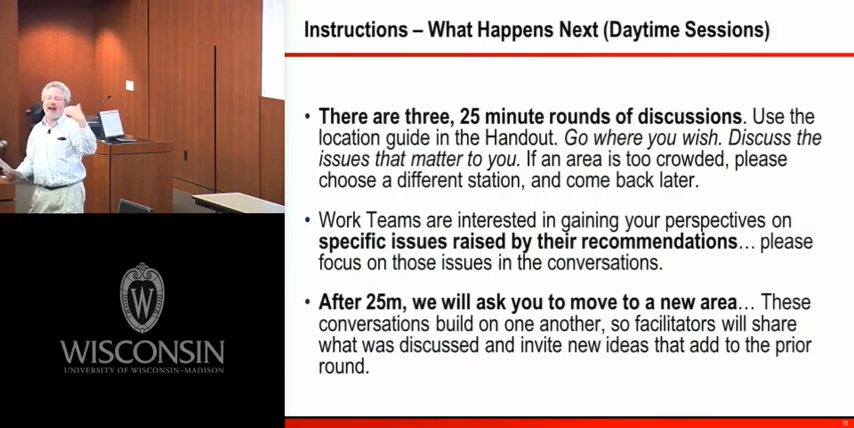 Instructions – What Happens Next (Daytime Sessions)
• There are three, 25 minute rounds of discussions. Use the
location guide in the Handout. Go where you wish. Discuss the
issues that matter to you. If an area is too crowded, please
choose a different station, and come back later.
• Work Teams are interested in gaining your perspectives on
specific issues raised by their recommendations… please
focus on those issues in the conversations.
• After 25m, we will ask you to move to a new area… These
conversations build on one another, so facilitators will share
what was discussed and invite new ideas that add to the prior
round.
W
WISCONSIN
UNIVERSITY OF WISCONSIN–MADISON